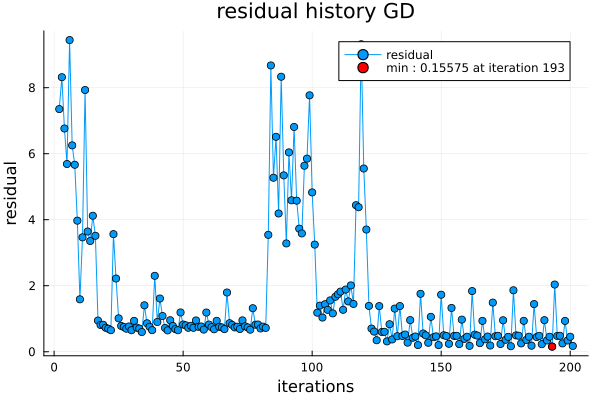 residual history GD
residual
min : 0.15575 at iteration 193
8
6
4
2
0
residual
0
50
100
150
200
iterations